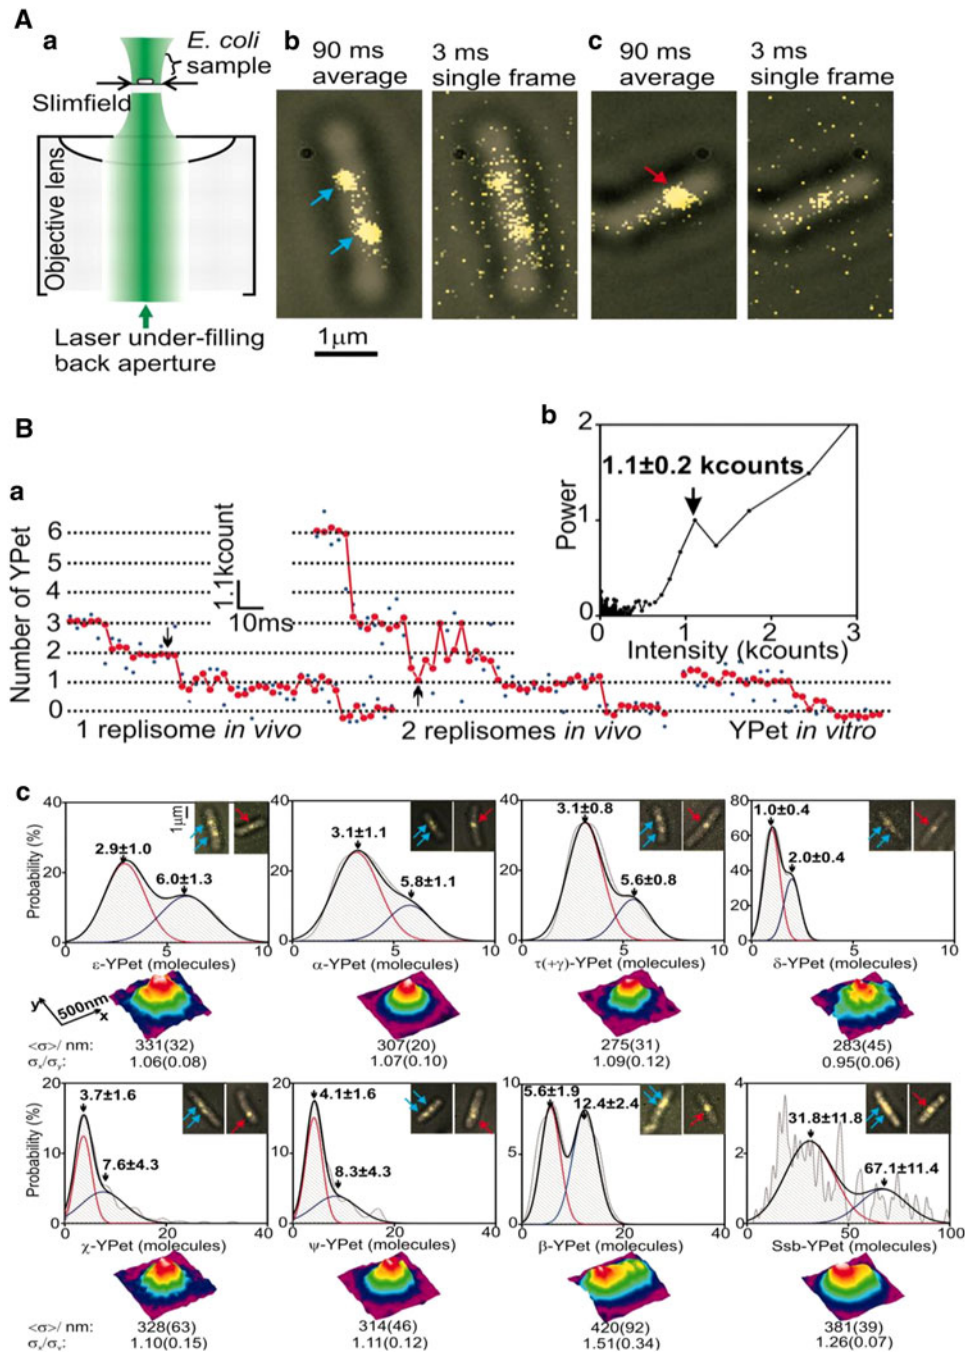 A
a
E. coli
sample
Slimfield
Objective lens
Laser under-filling
back aperture
b
90 ms
average
3 ms
single frame
c
90 ms
average
3 ms
single frame
1μm
B
a
Number of YPet
6
5
4
3
2
1
0
1.1kcount
10ms
1 replisome in vivo
2 replisomes in vivo
YPet in vitro
b
Power
2
1
0
1.1±0.2 kcounts
0 1 2 3
Intensity (kcounts)
c
Probability (%)
40
20
0
2.9±1.0
6.0±1.3
1μm
0 5 10
ε-YPet (molecules)
40
20
0
3.1±1.1
5.8±1.1
0 5 10
α-YPet (molecules)
40
20
0
3.1±0.8
5.6±0.8
0 5 10
τ(+γ)-YPet (molecules)
80
60
40
20
0
1.0±0.4
2.0±0.4
0 5 10
δ-YPet (molecules)
y
500nm
x
<σ>/ nm:
331(32)
307(20)
275(31)
283(45)
σx/σy:
1.06(0.08)
1.07(0.10)
1.09(0.12)
0.95(0.06)
Probability (%)
20
10
0
3.7±1.6
7.6±4.3
0 20 40
χ-YPet (molecules)
20
10
0
4.1±1.6
8.3±4.3
0 20 40
ψ-YPet (molecules)
10
8
5
3
0
5.6±1.9
12.4±2.4
0 20 40
β-YPet (molecules)
4
2
0
31.8±11.8
67.1±11.4
0 50 100
Ssb-YPet (molecules)
<σ>/ nm:
328(63)
314(46)
420(92)
381(39)
σx/σy:
1.10(0.15)
1.11(0.12)
1.51(0.34)
1.26(0.07)